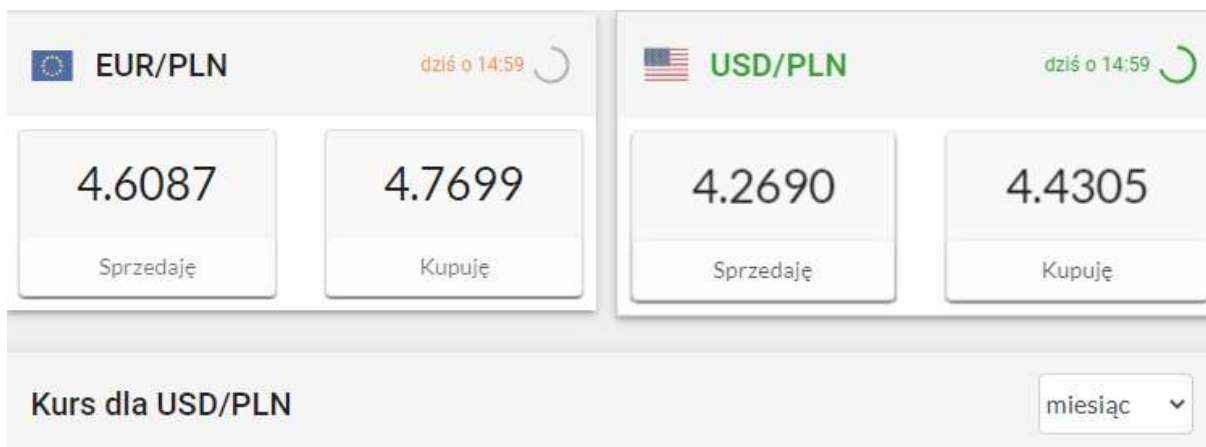 EUR/PLN dziś o 14:59
4.6087 4.7699
Sprzedaję Kupuję
USD/PLN dziś o 14:59
4.2690 4.4305
Sprzedaję Kupuję
Kurs dla USD/PLN miesiąc